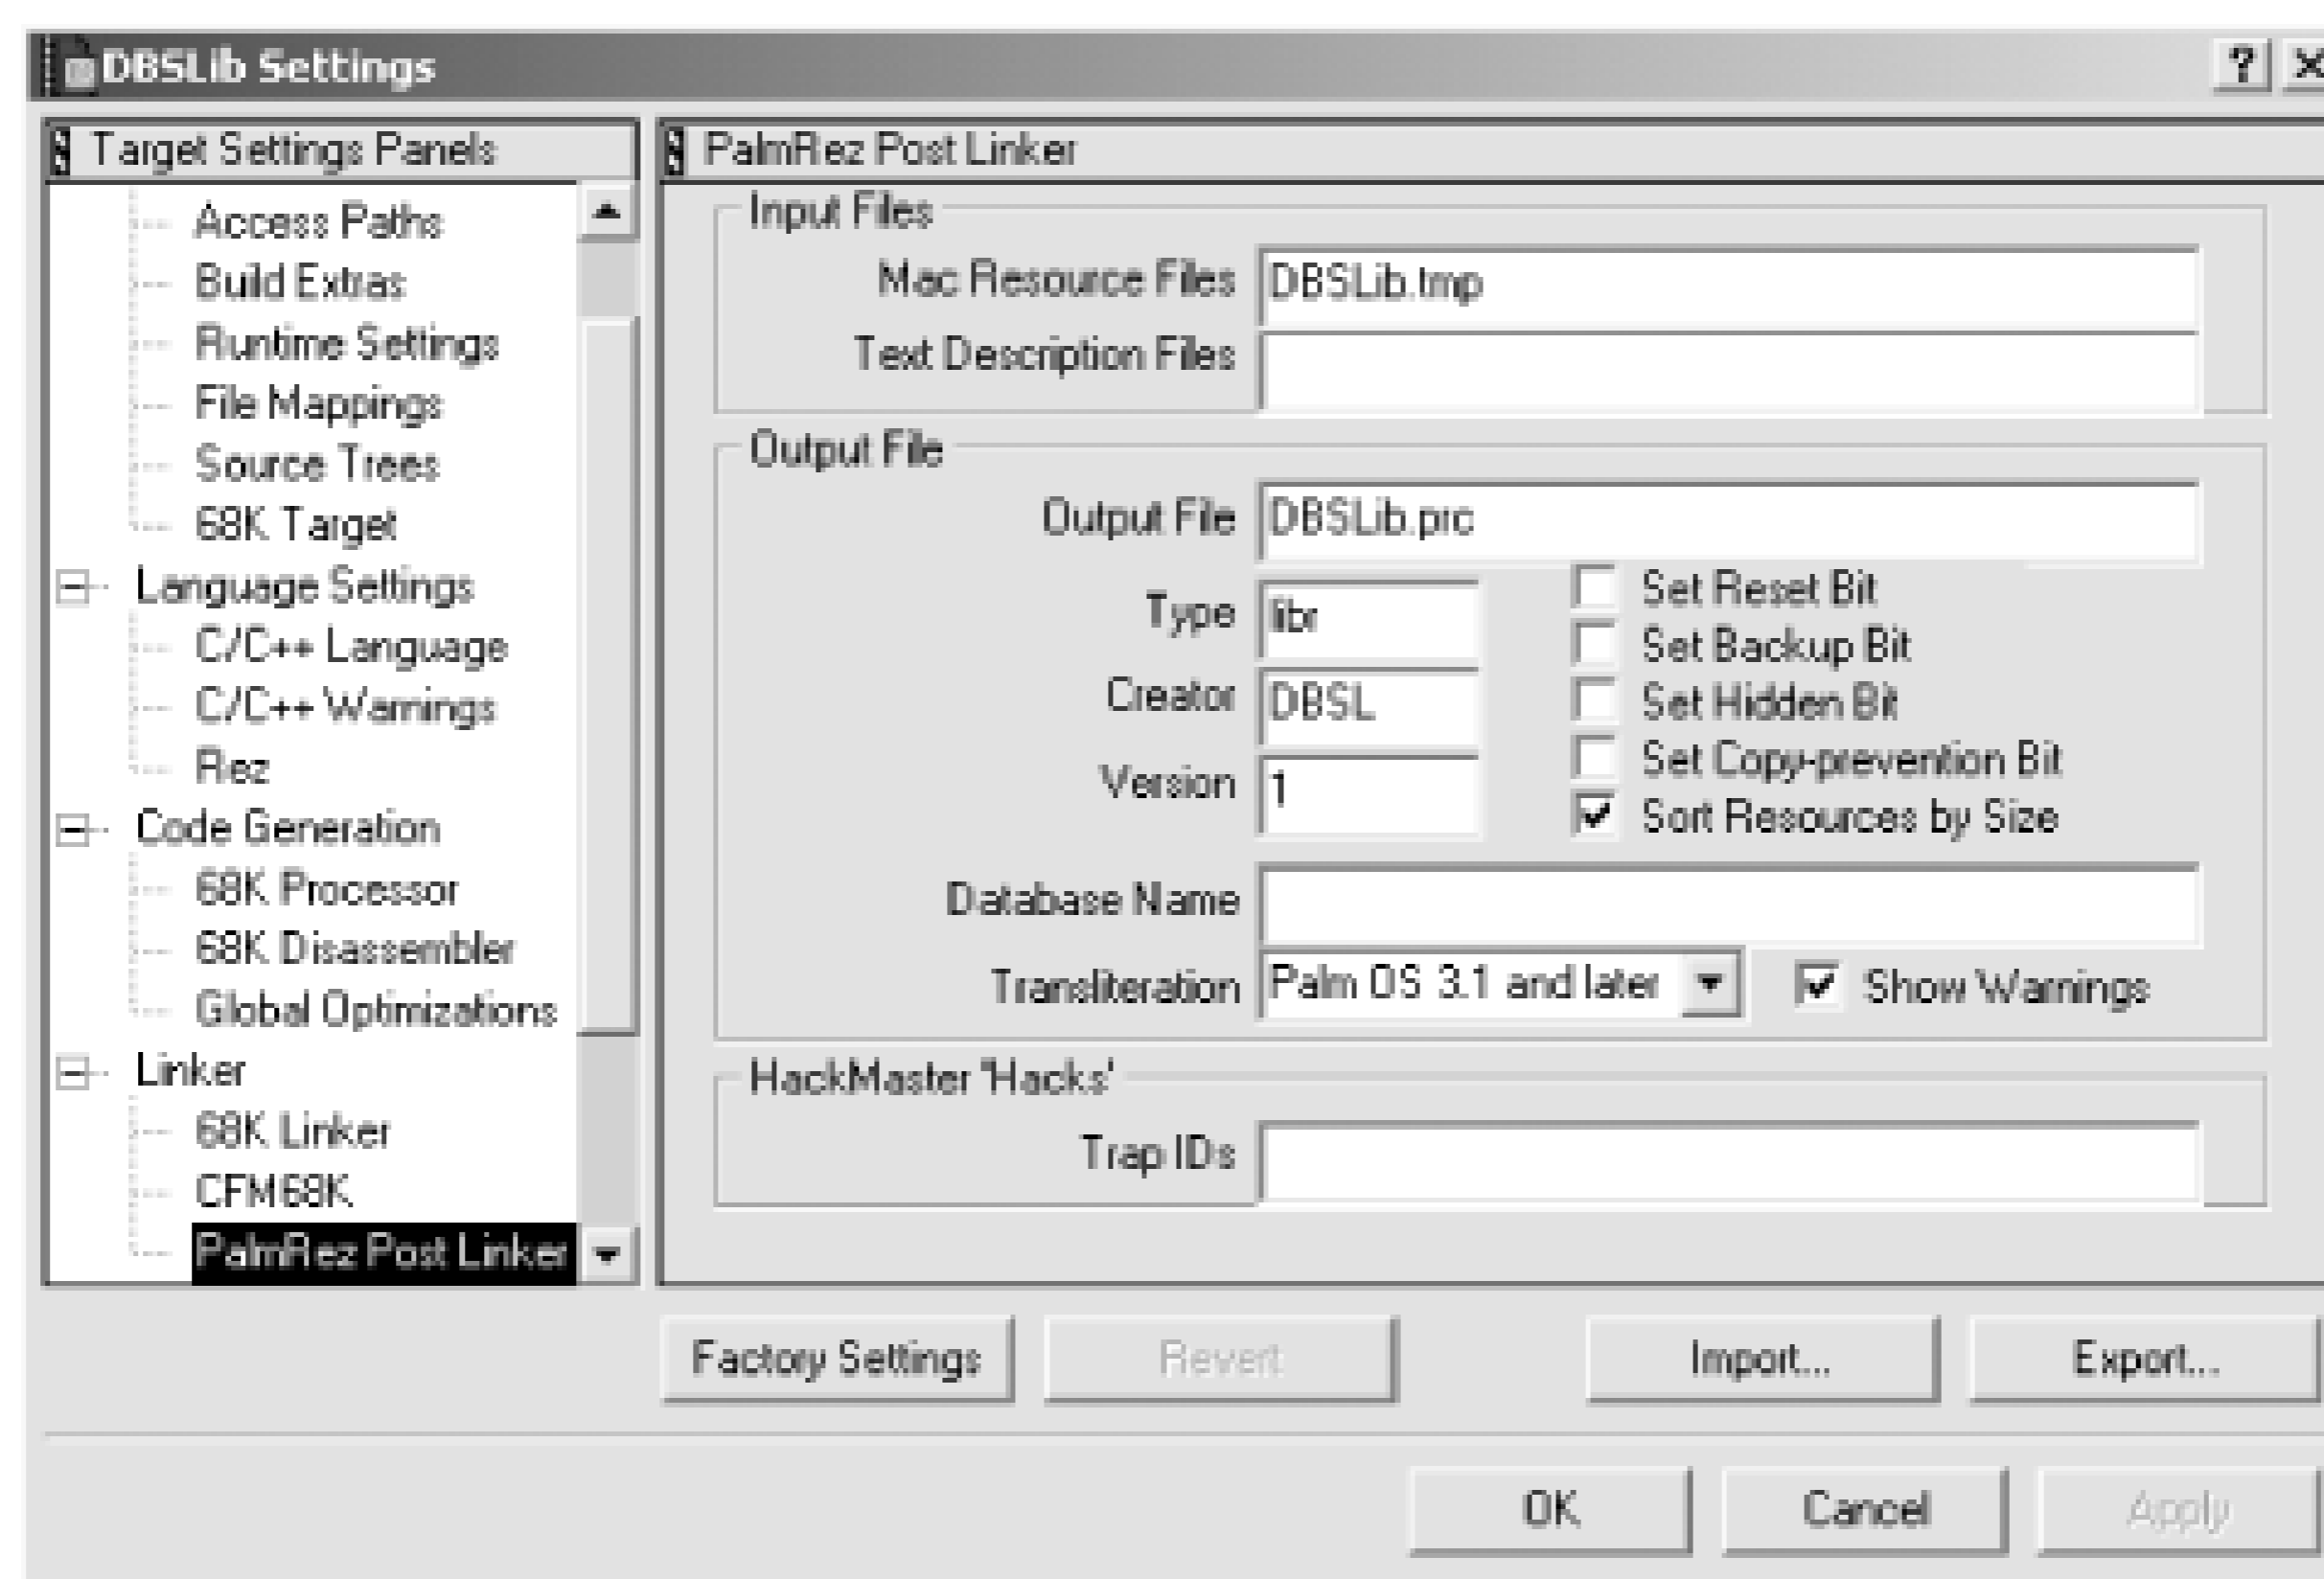 DBSLib Settings
?
Target Settings Panels
Access Paths
Build Extras
Runtime Settings
File Mappings
Source Trees
68K Target
Language Settings
C/C++ Language
C/C++ Warnings
Rez
Code Generation
68K Processor
68K Disassembler
Global Optimizations
Linker
68K Linker
CFM68K
PalmRez Post Linker
PalmRez Post Linker
Input Files
Mac Resource Files DBSLib.tmp
Text Description Files
Output File
Output File DBSLib.prc
Type libr
Creator DBSL
Version 1
Set Reset Bit
Set Backup Bit
Set Hidden Bit
Set Copy-prevention Bit
Sort Resources by Size
Database Name
Transliteration Palm OS 3.1 and later Show Warnings
HackMaster 'Hacks'
Trap IDs
Factory Settings Revert Import... Export...
OK Cancel Apply